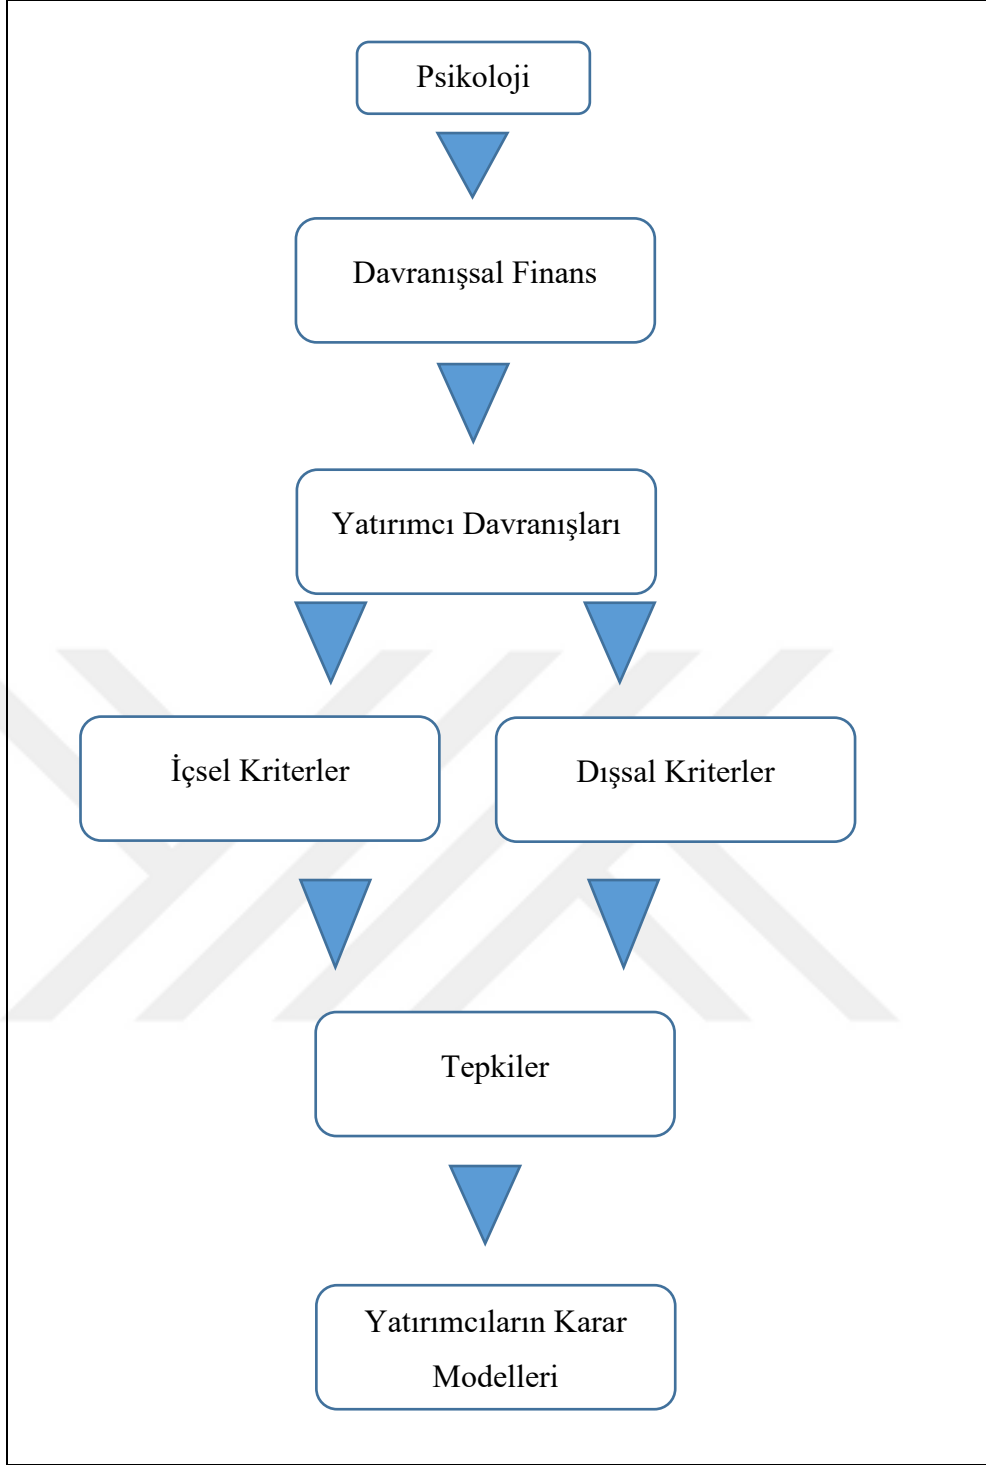 Psikoloji
Davranışsal Finans
Yatırımcı Davranışları
İçsel Kriterler
Dışsal Kriterler
Tepkiler
Yatırımcıların Karar
Modelleri